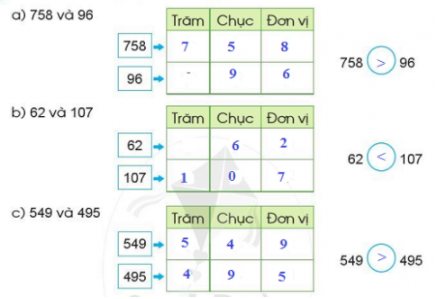 a) 758 và 96
Trăm Chục Đơn vị
758 7 5 8
96 - 9 6
758 > 96
b) 62 và 107
Trăm Chục Đơn vị
62 6 2
107 1 0 7
62 < 107
c) 549 và 495
Trăm Chục Đơn vị
549 5 4 9
495 4 9 5
549 > 495